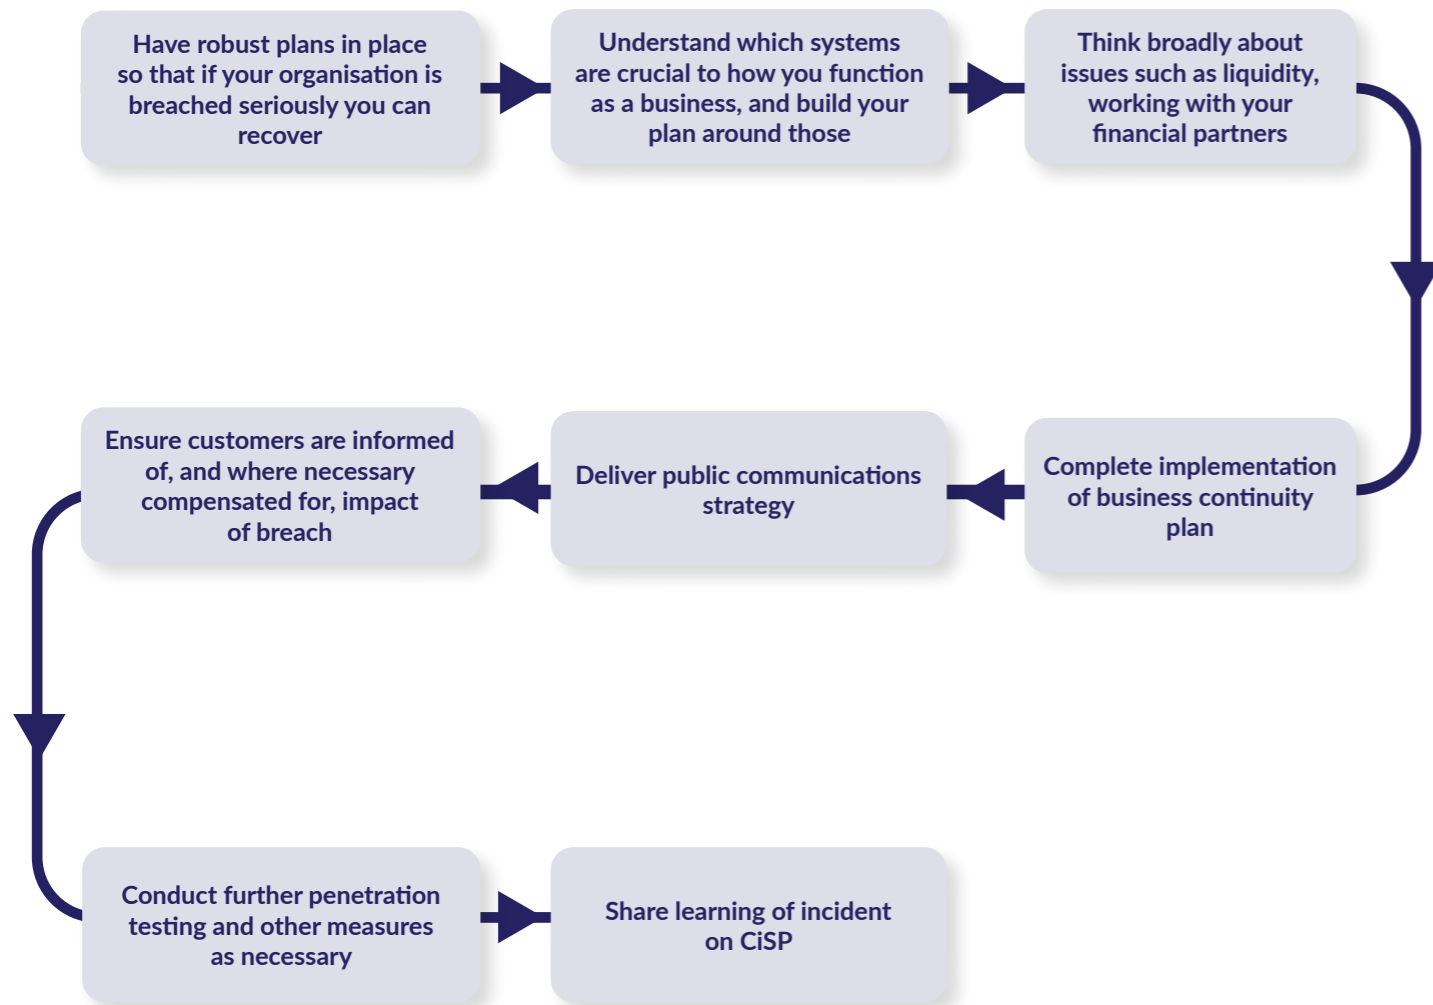 Have robust plans in place
so that if your organisation is
breached seriously you can
recover
Understand which systems
are crucial to how you function
as a business, and build your
plan around those
Think broadly about
issues such as liquidity,
working with your
financial partners
Complete implementation
of business continuity
plan
Deliver public communications
strategy
Ensure customers are informed
of, and where necessary
compensated for, impact
of breach
Conduct further penetration
testing and other measures
as necessary
Share learning of incident
on CiSP